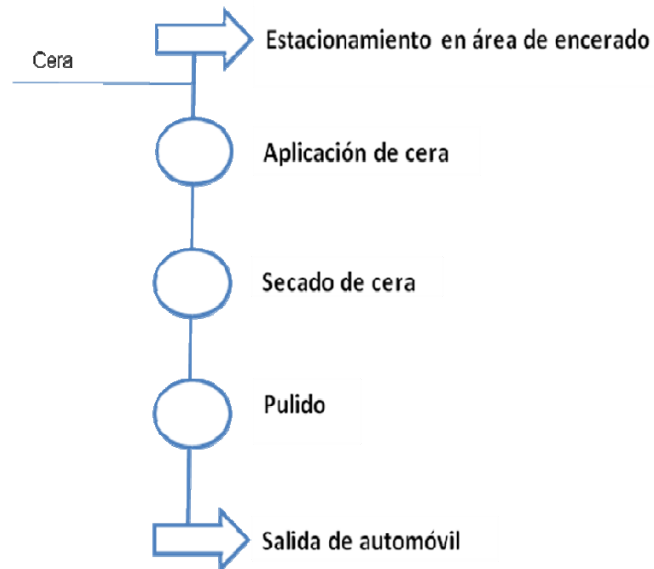 Estacionamiento en área de encerado
Cera
Aplicación de cera
Secado de cera
Pulido
Salida de automóvil